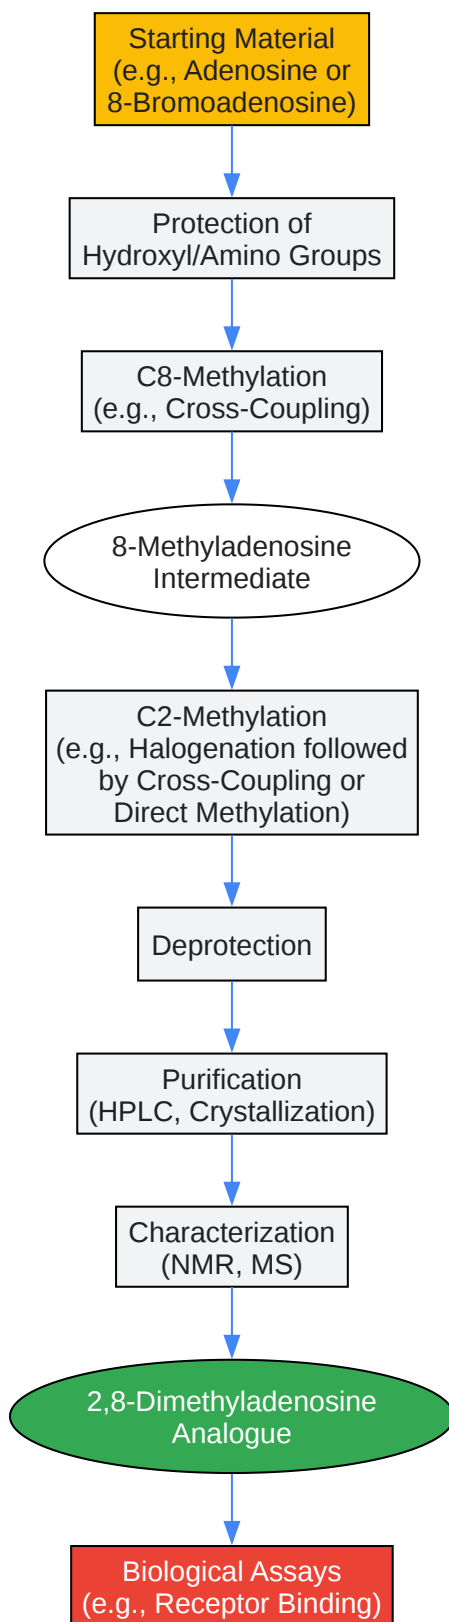 Starting Material
(e.g., Adenosine or
8-Bromoadenosine)
Protection of
Hydroxyl/Amino Groups
C8-Methylation
(e.g., Cross-Coupling)
8-Methyladenosine
Intermediate
C2-Methylation
(e.g., Halogenation followed
by Cross-Coupling or
Direct Methylation)
Deprotection
Purification
(HPLC, Crystallization)
Characterization
(NMR, MS)
2,8-Dimethyladenosine
Analogue
Biological Assays
(e.g., Receptor Binding)